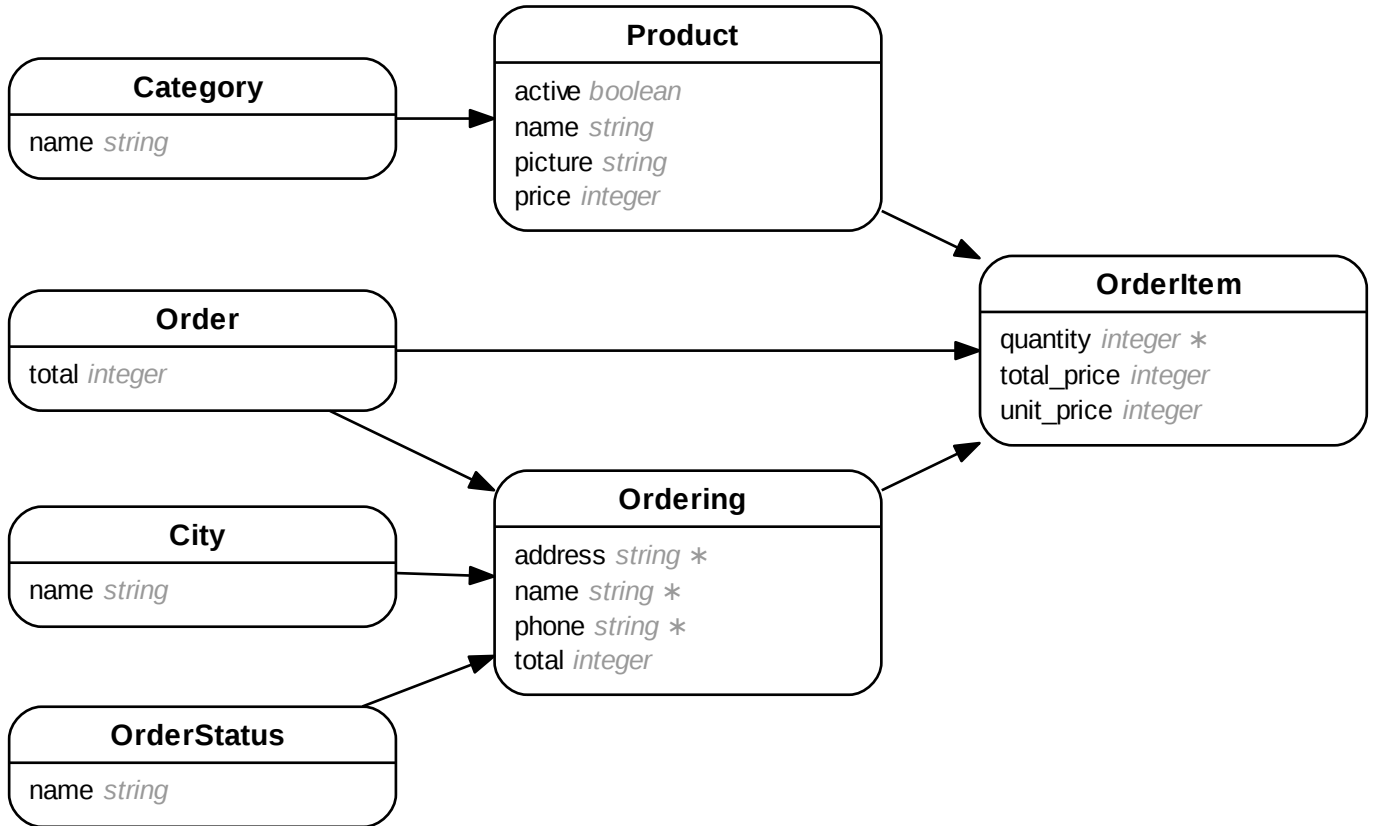 Category
name string
Product
active boolean
name string
picture string
price integer
Order
total integer
OrderItem
quantity integer ∗
total_price integer
unit_price integer
City
name string
Ordering
address string ∗
name string ∗
phone string ∗
total integer
OrderStatus
name string